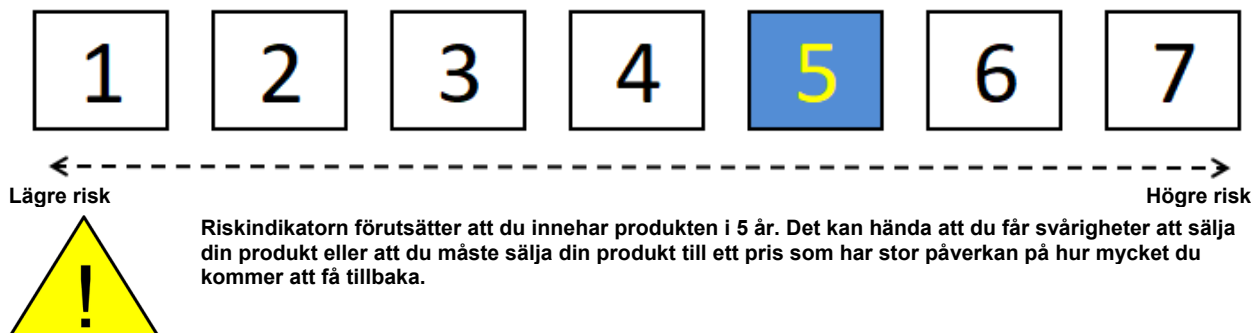 1 2 3 4 5 6 7
Lägre risk Högre risk
Riskindikatorn förutsätter att du innehar produkten i 5 år. Det kan hända att du får svårigheter att sälja
din produkt eller att du måste sälja din produkt till ett pris som har stor påverkan på hur mycket du
kommer att få tillbaka.
!